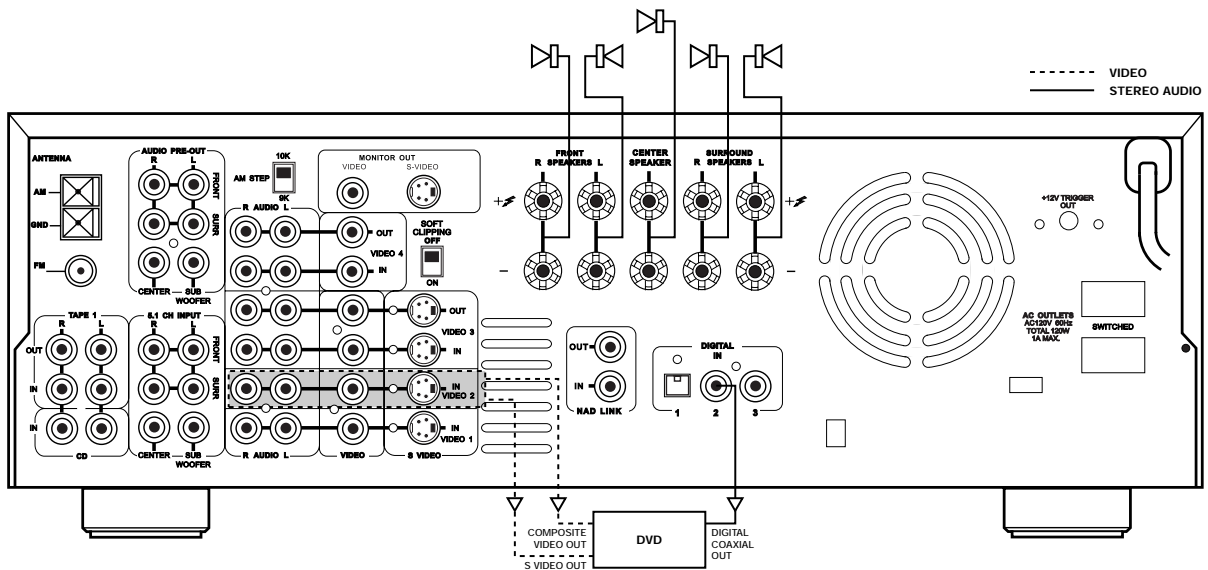 VIDEO
STEREO AUDIO
ANTENNA
AM
GND
FM
AUDIO PRE-OUT
R L
FRONT
SURR
CENTER SUB
WOOFER
10K
AM STEP
9K
MONITOR OUT
VIDEO S-VIDEO
R AUDIO L
OUT
VIDEO 4
IN
SOFT
CLIPPING
OFF
ON
FRONT
R SPEAKERS L
CENTER
SPEAKER
SURROUND
R SPEAKERS L
+
+
–
–
+12V TRIGGER
OUT
TAPE 1
R L
OUT
IN
IN
CD
5.1 CH INPUT
R L
FRONT
SURR
CENTER SUB
WOOFER
OUT
VIDEO 3
IN
IN
VIDEO 2
IN
VIDEO 1
R AUDIO L
VIDEO
S VIDEO
OUT
IN
NAD LINK
DIGITAL
IN
1 2 3
AC OUTLETS
AC120V 60Hz
TOTAL 120W
1A MAX.
SWITCHED
COMPOSITE
VIDEO OUT
S VIDEO OUT
DVD
DIGITAL
COAXIAL
OUT